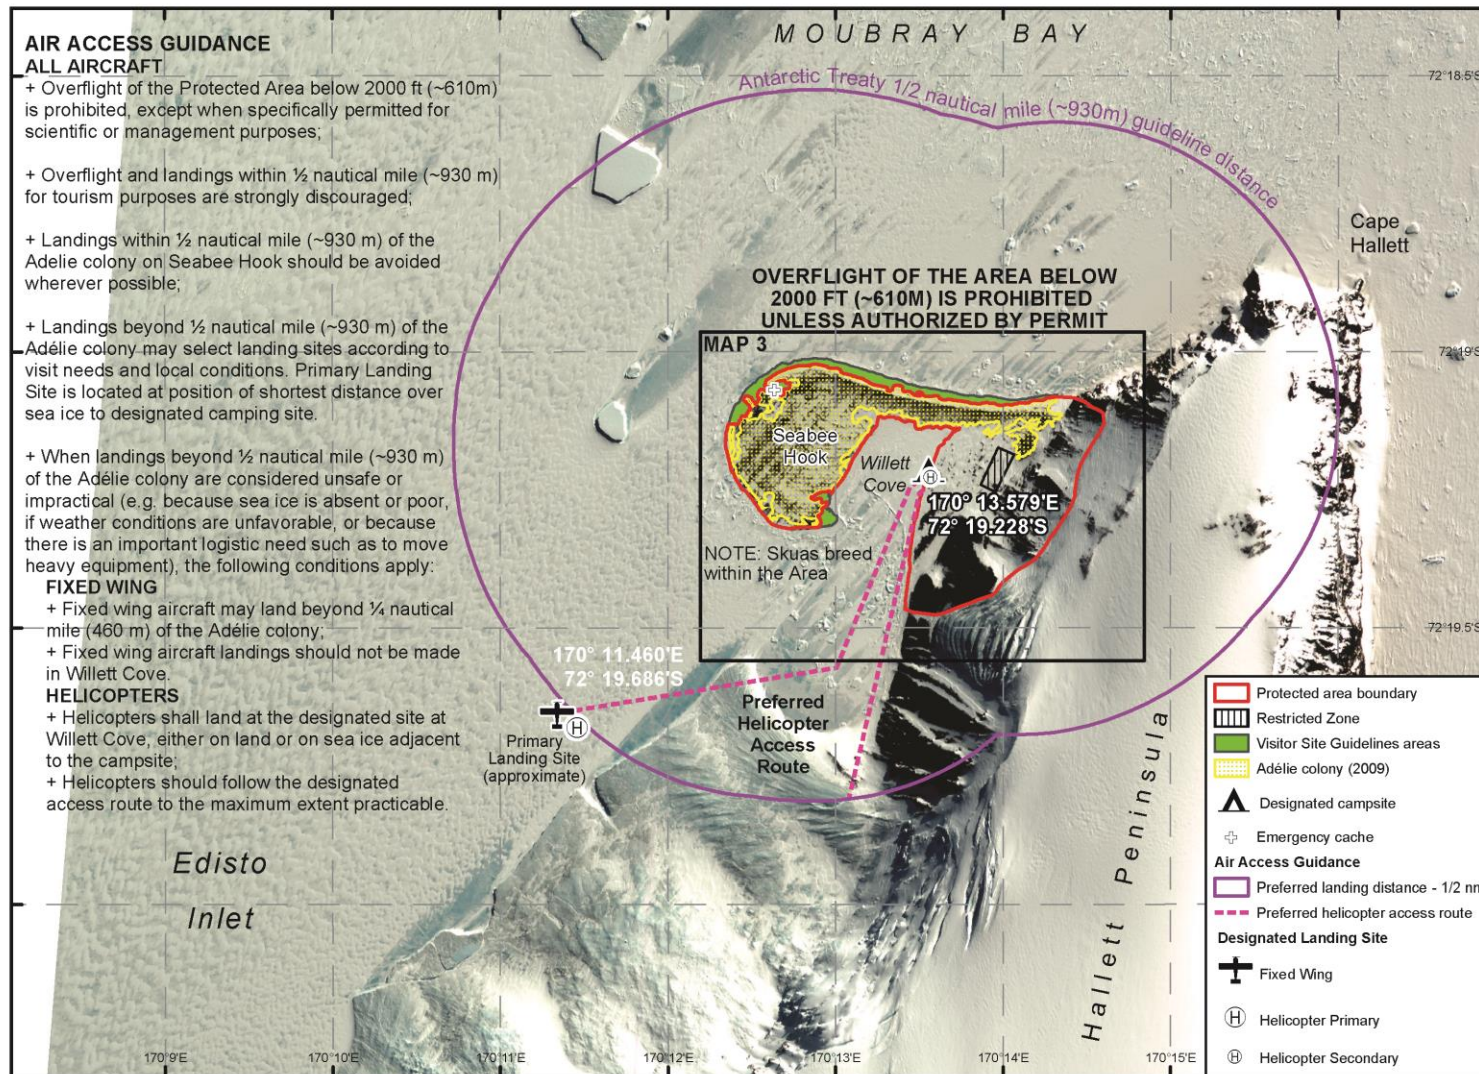 AIR ACCESS GUIDANCE
ALL AIRCRAFT
+ Overflight of the Protected Area below 2000 ft (~610m)
is prohibited, except when specifically permitted for
scientific or management purposes;
+ Overflight and landings within ½ nautical mile (~930 m)
for tourism purposes are strongly discouraged;
+ Landings within ½ nautical mile (~930 m) of the
Adelie colony on Seabee Hook should be avoided
wherever possible;
+ Landings beyond ½ nautical mile (~930 m) of the
Adélie colony may select landing sites according to
visit needs and local conditions. Primary Landing
Site is located at position of shortest distance over
sea ice to designated camping site.
+ When landings beyond ½ nautical mile (~930 m)
of the Adélie colony are considered unsafe or
impractical (e.g. because sea ice is absent or poor,
if weather conditions are unfavorable, or because
there is an important logistic need such as to move
heavy equipment), the following conditions apply:
FIXED WING
+ Fixed wing aircraft may land beyond ¼ nautical
mile (460 m) of the Adélie colony;
+ Fixed wing aircraft landings should not be made
in Willett Cove.
HELICOPTERS
+ Helicopters shall land at the designated site at
Willett Cove, either on land or on sea ice adjacent
to the campsite;
+ Helicopters should follow the designated
access route to the maximum extent practicable.
MOUBRAY BAY
Antarctic Treaty 1/2 nautical mile (~930m) guideline distance
72°18.5'S
Cape
Hallett
OVERFLIGHT OF THE AREA BELOW
2000 FT (~610M) IS PROHIBITED
UNLESS AUTHORIZED BY PERMIT
MAP 3
72°19'S
Seabee
Hook
Willett
Cove
H
170° 13.579'E
72° 19.228'S
NOTE: Skuas breed
within the Area
72°19.5'S
170° 11.460'E
72° 19.686'S
H
Primary
Landing Site
(approximate)
Preferred
Helicopter
Access
Route
Edisto
Inlet
Hallett Peninsula
Protected area boundary
Restricted Zone
Visitor Site Guidelines areas
Adélie colony (2009)
Designated campsite
Emergency cache
Air Access Guidance
Preferred landing distance - 1/2 nm
Preferred helicopter access route
Designated Landing Site
Fixed Wing
H Helicopter Primary
H Helicopter Secondary
170°9'E 170°10'E 170°11'E 170°12'E 170°13'E 170°14'E 170°15'E